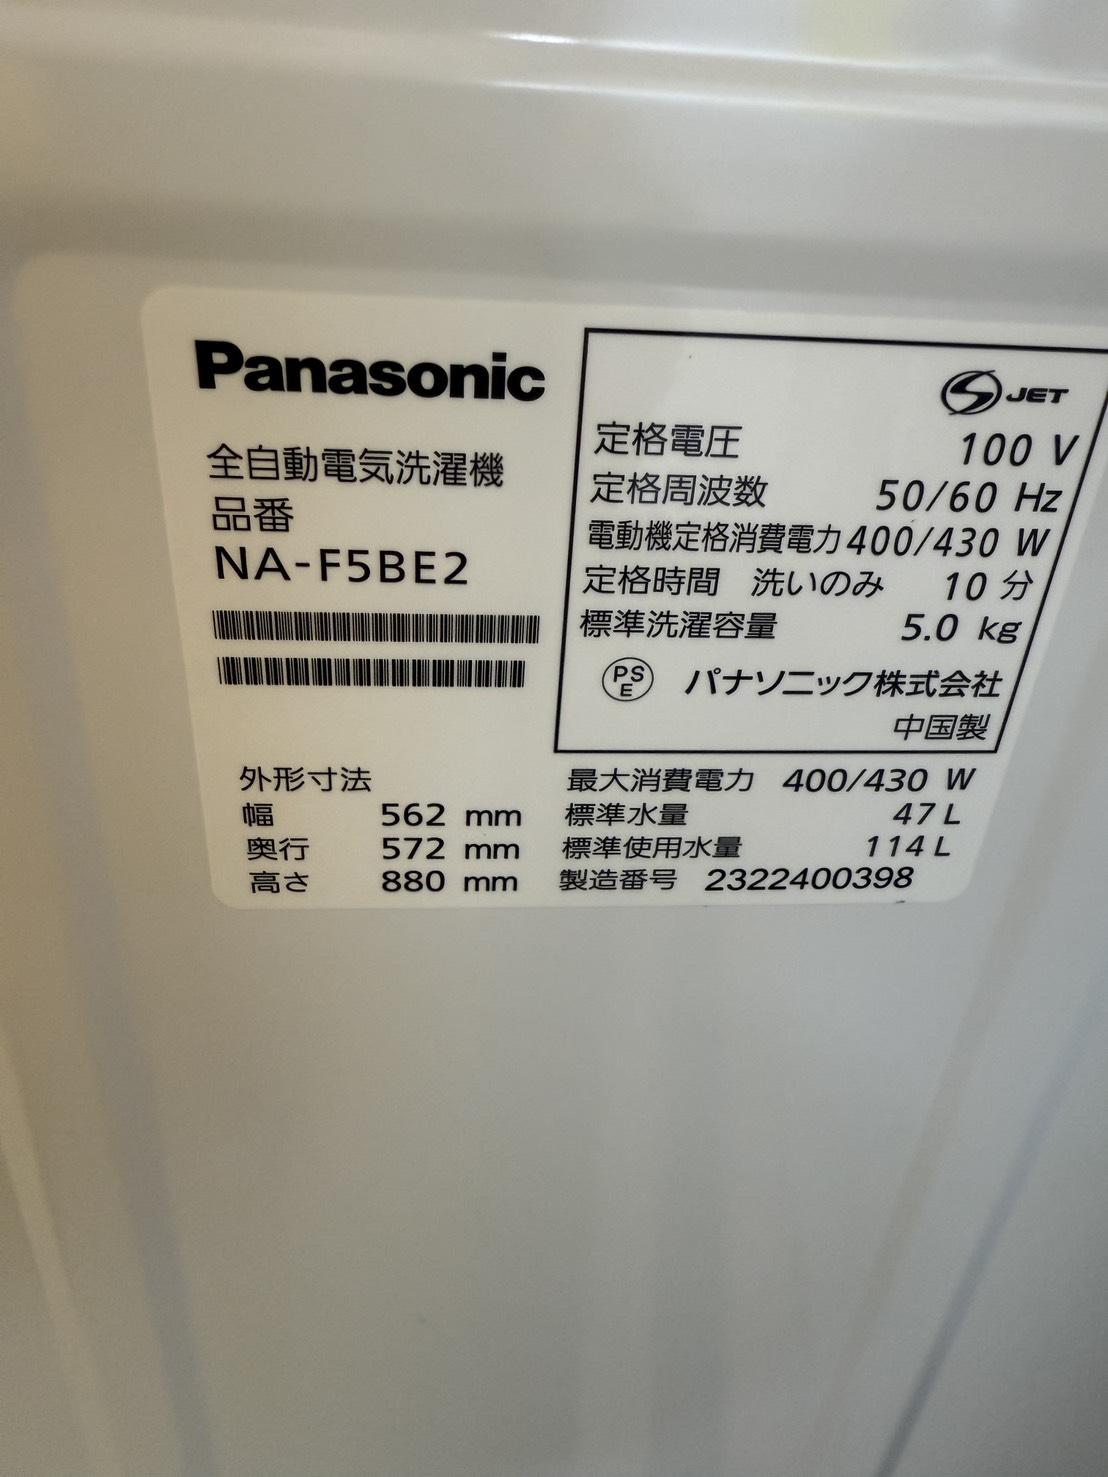 Panasonic
全自動電気洗濯機
品番
NA-F5BE2
S JET
定格電圧 100 V
定格周波数 50/60 Hz
電動機定格消費電力 400/430 W
定格時間 洗いのみ 10 分
標準洗濯容量 5.0 kg
PS
E
パナソニック株式会社
中国製
外形寸法
幅 562 mm
奥行 572 mm
高さ 880 mm
最大消費電力 400/430 W
標準水量 47 L
標準使用水量 114 L
製造番号 2322400398